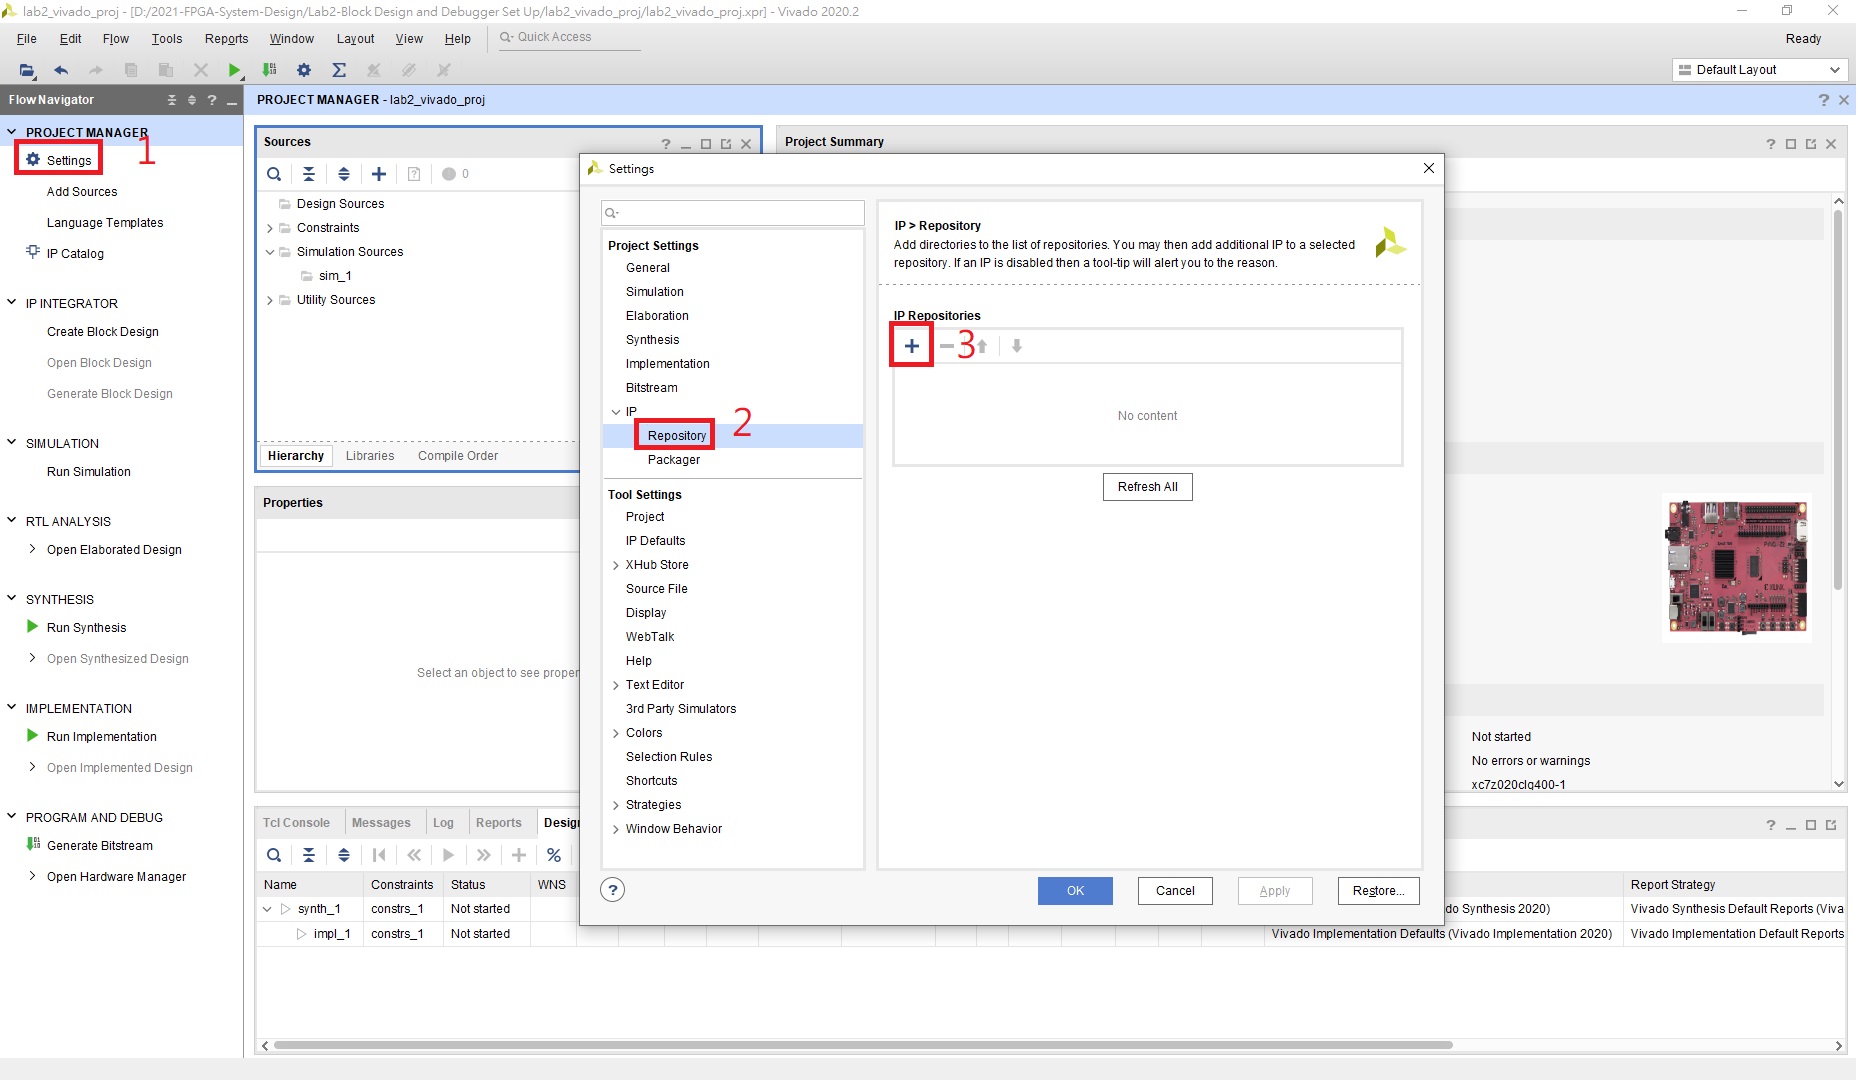 lab2_vivado_proj - [D:/2021-FPGA-System-Design/Lab2-Block Design and Debugger Set Up/lab2_vivado_proj/lab2_vivado_proj.xpr] - Vivado 2020.2
File Edit Flow Tools Reports Window Layout View Help Quick Access Ready
Default Layout
Flow Navigator
PROJECT MANAGER
Settings
1
Add Sources
Language Templates
IP Catalog
IP INTEGRATOR
Create Block Design
Open Block Design
Generate Block Design
SIMULATION
Run Simulation
RTL ANALYSIS
Open Elaborated Design
SYNTHESIS
Run Synthesis
Open Synthesized Design
IMPLEMENTATION
Run Implementation
Open Implemented Design
PROGRAM AND DEBUG
Generate Bitstream
Open Hardware Manager
PROJECT MANAGER - lab2_vivado_proj
Sources
0
Design Sources
Constraints
Simulation Sources
sim_1
Utility Sources
Hierarchy Libraries Compile Order
Properties
Select an object to see proper
Project Summary
Not started
No errors or warnings
xc7z020clg400-1
Settings
Project Settings
General
Simulation
Elaboration
Synthesis
Implementation
Bitstream
IP
Repository
2
Packager
Tool Settings
Project
IP Defaults
XHub Store
Source File
Display
WebTalk
Help
Text Editor
3rd Party Simulators
Colors
Selection Rules
Shortcuts
Strategies
Window Behavior
IP > Repository
Add directories to the list of repositories. You may then add additional IP to a selected
repository. If an IP is disabled then a tool-tip will alert you to the reason.
IP Repositories
3
No content
Refresh All
OK Cancel Apply Restore...
Tcl Console Messages Log Reports Design
%
Name Constraints Status WNS Report Strategy
synth_1 constrs_1 Not started do Synthesis 2020) Vivado Synthesis Default Reports (Viva
impl_1 constrs_1 Not started Vivado Implementation Defaults (Vivado Implementation 2020) Vivado Implementation Default Reports